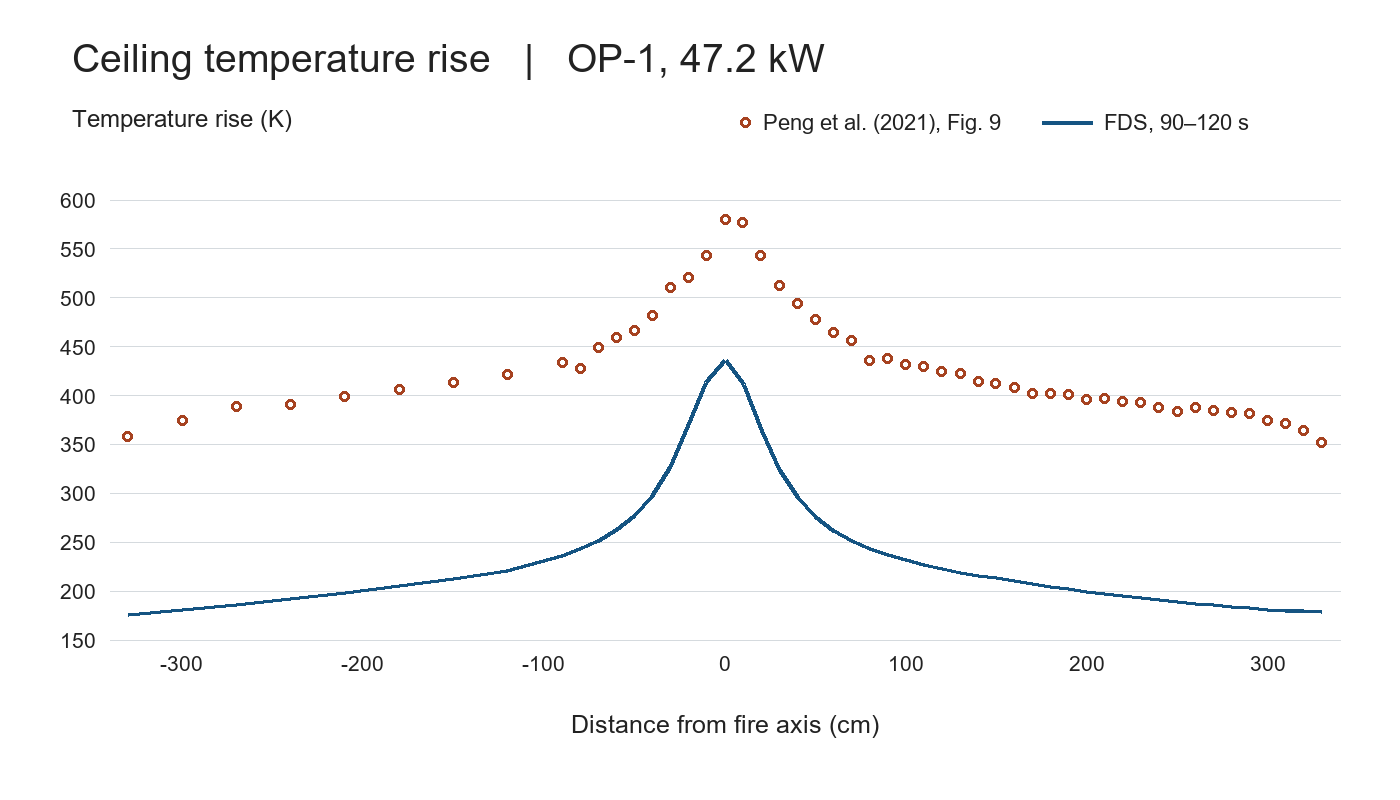 Ceiling temperature rise | OP-1, 47.2 kW
Temperature rise (K)
Peng et al. (2021), Fig. 9
FDS, 90–120 s
600
550
500
450
400
350
300
250
200
150
-300 -200 -100 0 100 200 300
Distance from fire axis (cm)